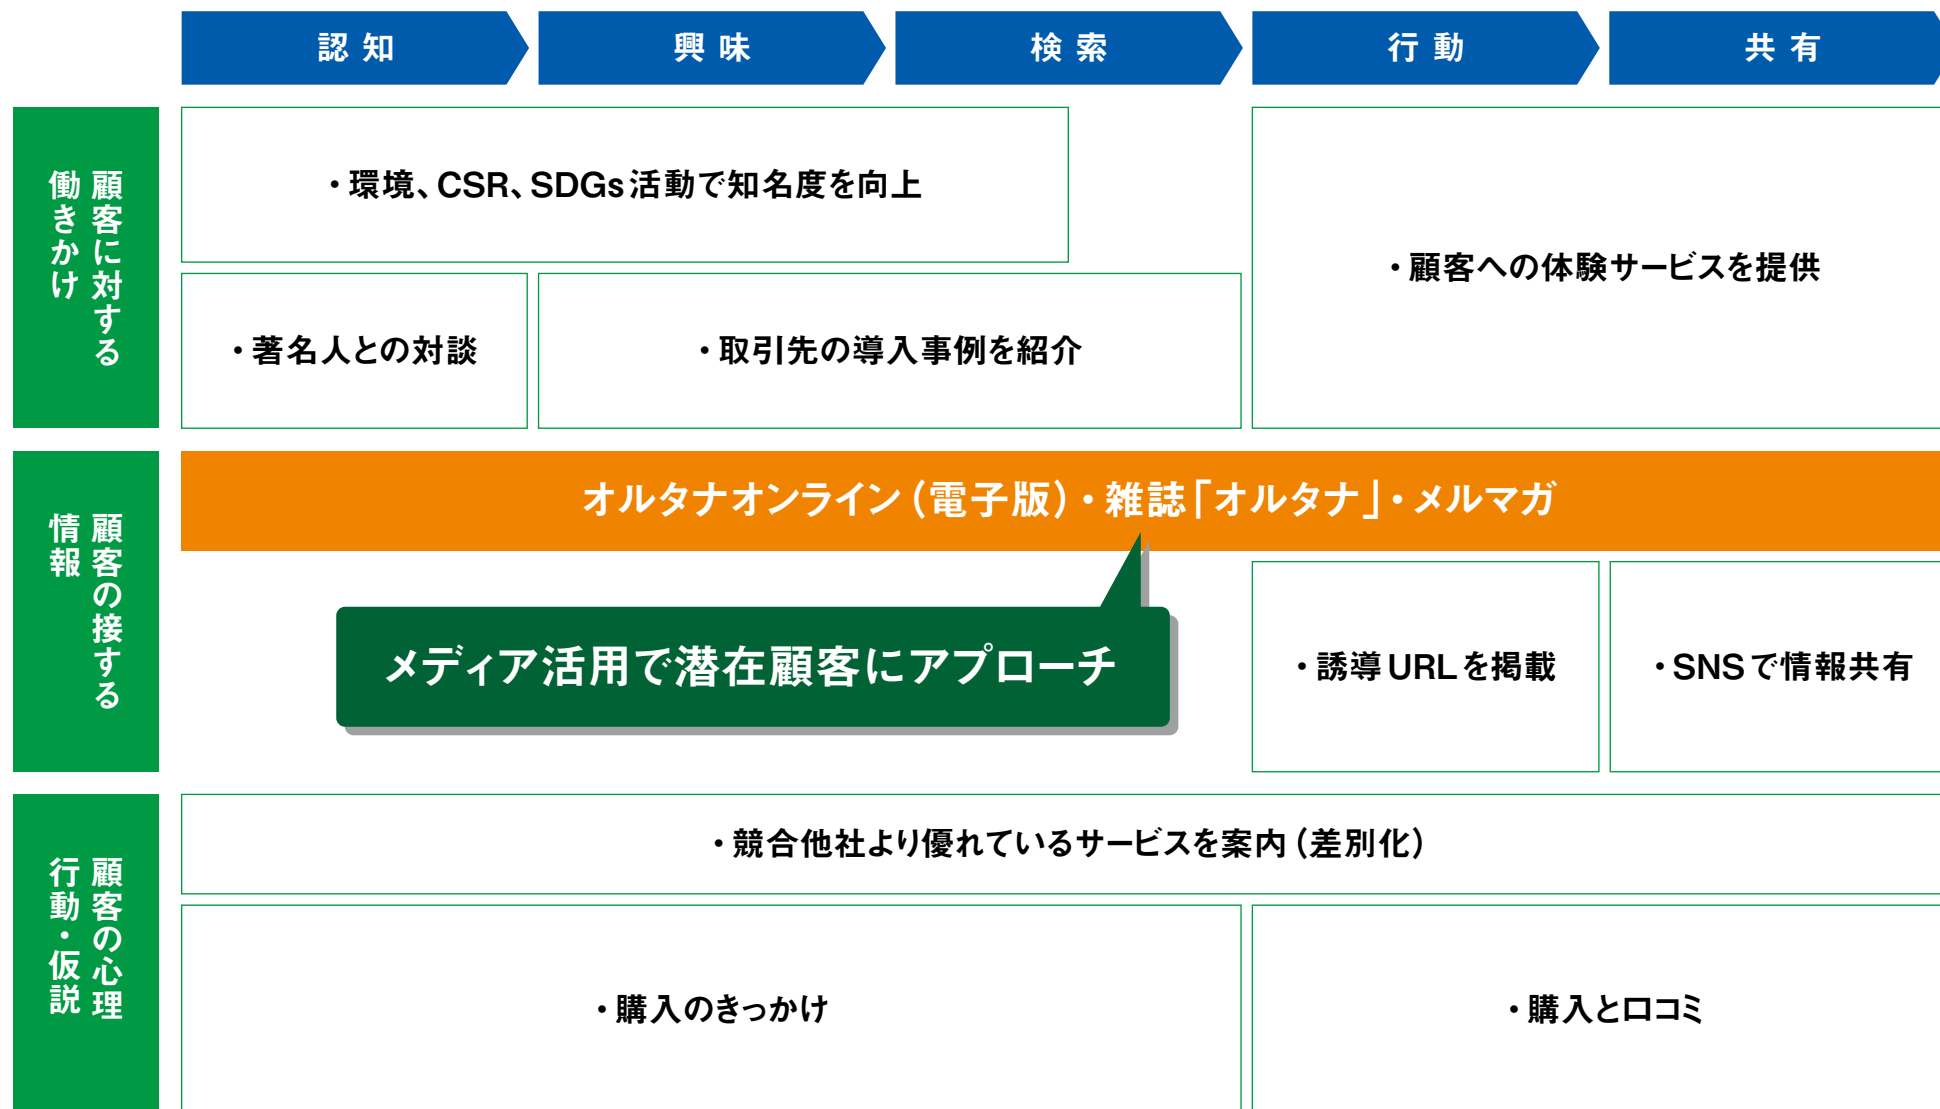 認知
興味
検索
行動
共有
顧客に対する
働きかけ
・環境、CSR、SDGs活動で知名度を向上
・顧客への体験サービスを提供
・著名人との対談
・取引先の導入事例を紹介
顧客の接する
情報
オルタナオンライン(電子版)・雑誌「オルタナ」・メルマガ
メディア活用で潜在顧客にアプローチ
・誘導URLを掲載
・SNSで情報共有
顧客の心理
行動・仮説
・競合他社より優れているサービスを案内(差別化)
・購入のきっかけ
・購入と口コミ